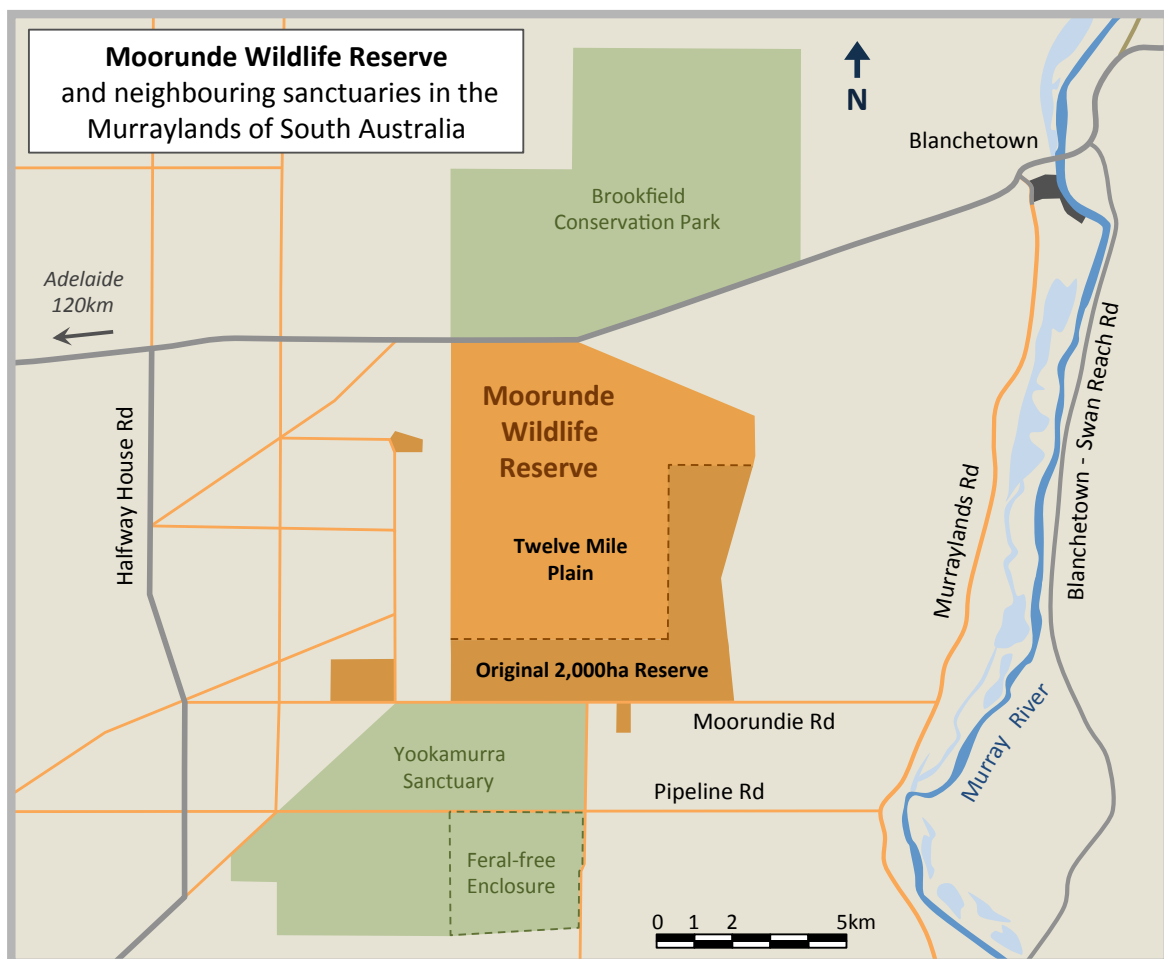 Moorunde Wildlife Reserve
and neighbouring sanctuaries in the
Murraylands of South Australia
N
Blanchetown
Brookfield
Conservation Park
Adelaide
120km
Halfway House Rd
Moorunde
Wildlife
Reserve
Twelve Mile
Plain
Original 2,000ha Reserve
Murraylands Rd
Blanchetown - Swan Reach Rd
Moorundie Rd
Yookamurra
Sanctuary
Pipeline Rd
Murray River
Feral-free
Enclosure
0 1 2 5km